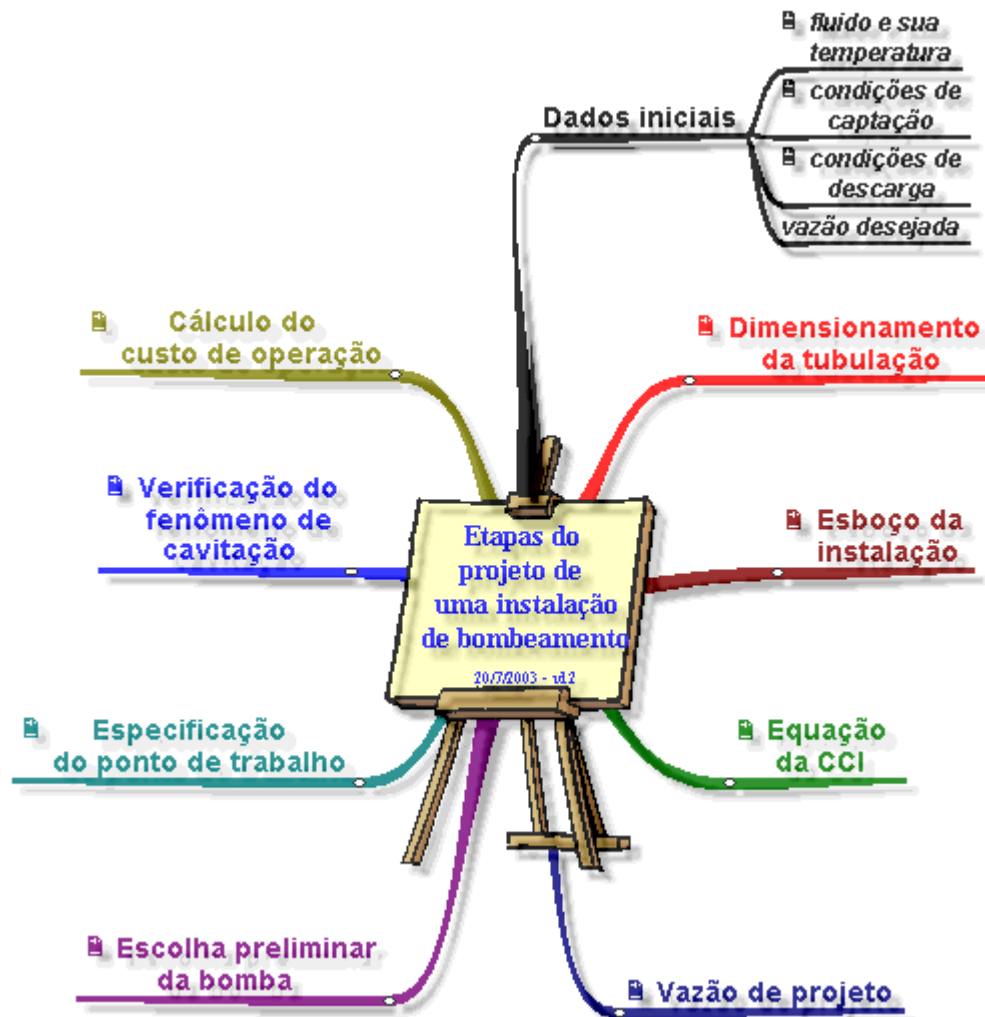 fluido e sua
temperatura
condições de
captação
condições de
descarga
vazão desejada
Dados iniciais
Dimensionamento
da tubulação
Esboço da
instalação
Equação
da CCI
Vazão de projeto
Escolha preliminar
da bomba
Especificação
do ponto de trabalho
Verificação do
fenômeno de
cavitação
Cálculo do
custo de operação
Etapas do
projeto de
uma instalação
de bombeamento
20/7/2003 -